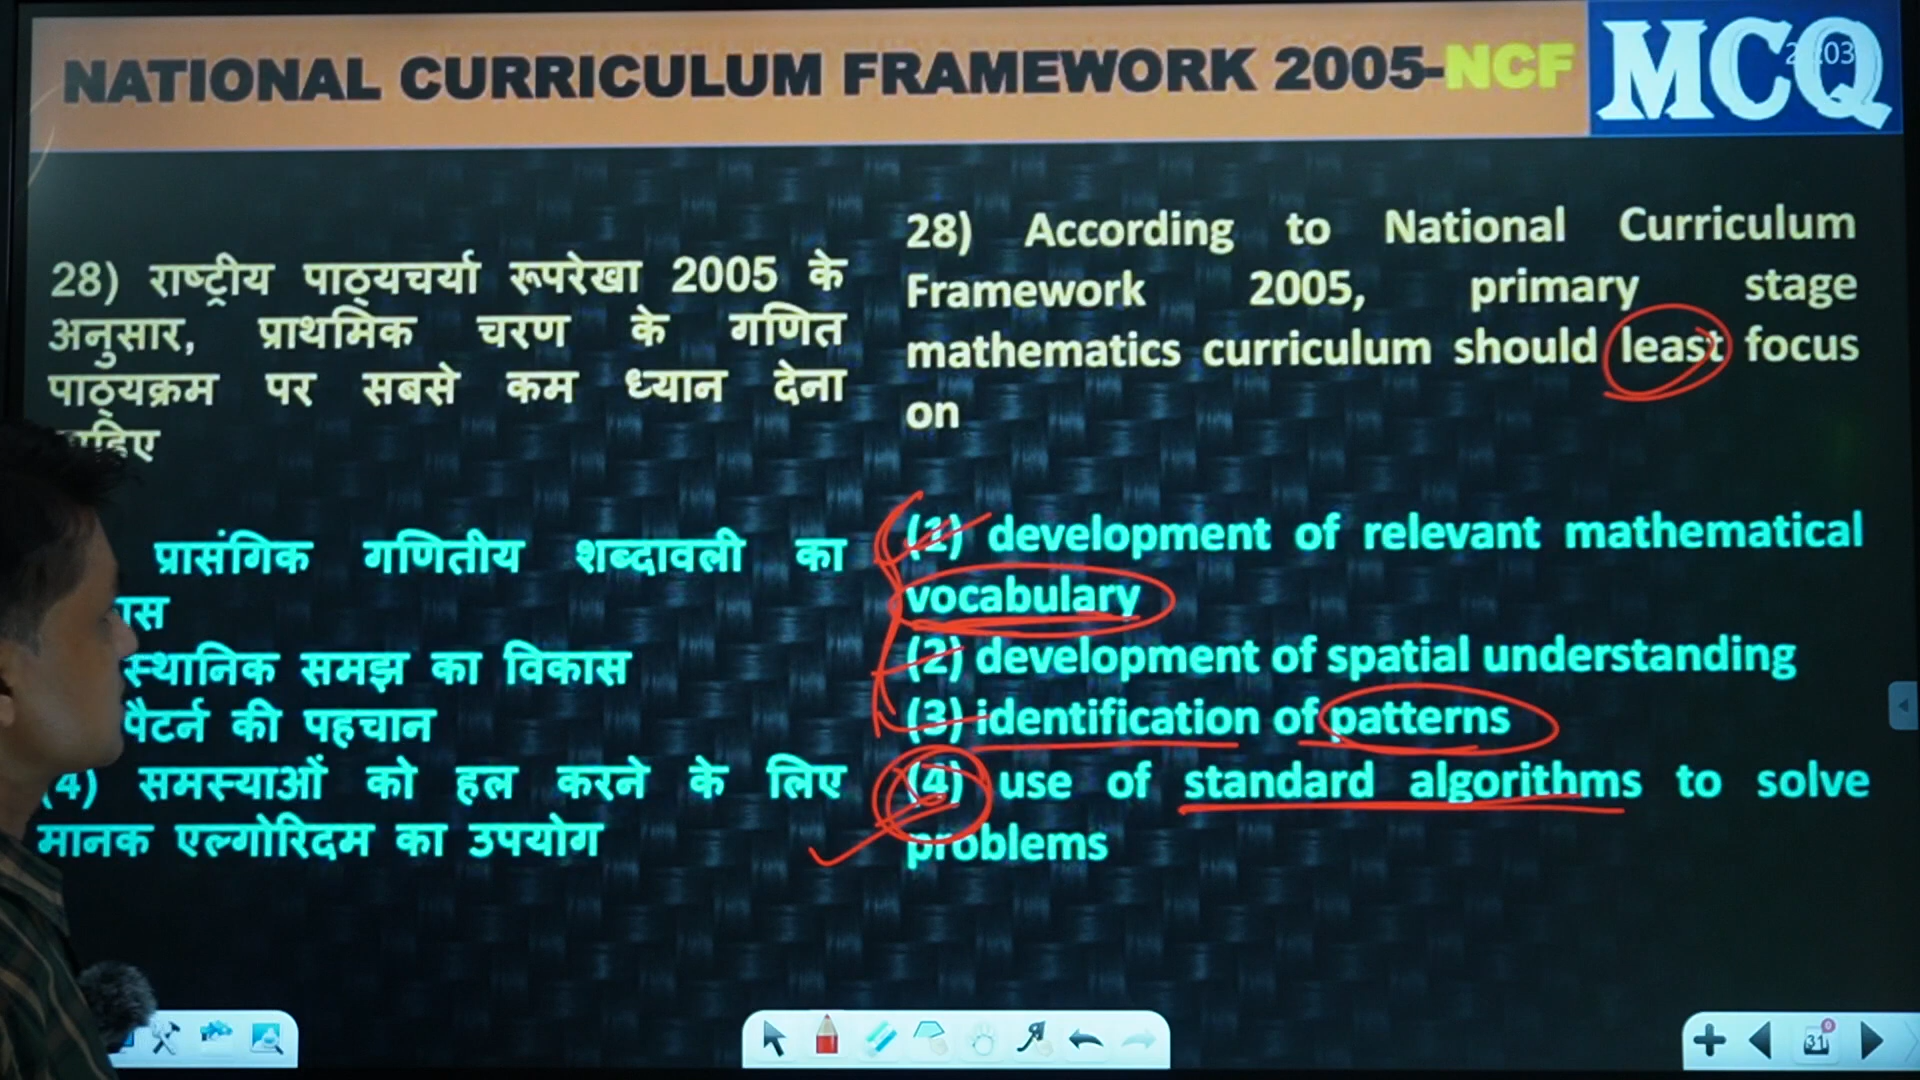 NATIONAL CURRICULUM FRAMEWORK 2005-NCF
MCQ
28) राष्ट्रीय पाठ्यचर्या रूपरेखा 2005 के
अनुसार, प्राथमिक चरण के गणित
पाठ्यक्रम पर सबसे कम ध्यान देना
प्रासंगिक गणितीय शब्दावली का
स्थानिक समझ का विकास
पैटर्न की पहचान
(4) समस्याओं को हल करने के लिए
मानक एल्गोरिदम का उपयोग
28) According to National Curriculum
Framework 2005, primary stage
mathematics curriculum should least focus
on
(1) development of relevant mathematical
vocabulary
(2) development of spatial understanding
(3) identification of patterns
(4) use of standard algorithms to solve
problems
31
0